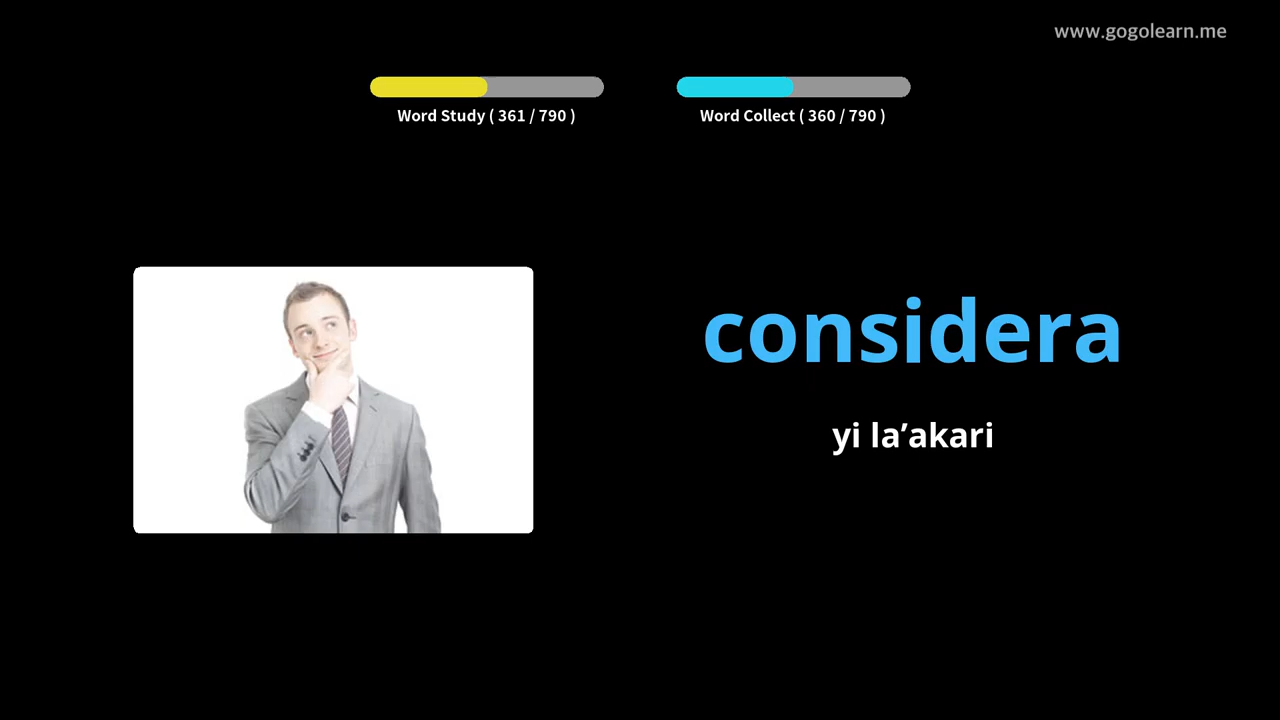 www.gogolearn.me
Word Study ( 361 / 790 )
Word Collect ( 360 / 790 )
considera
yi la’akari